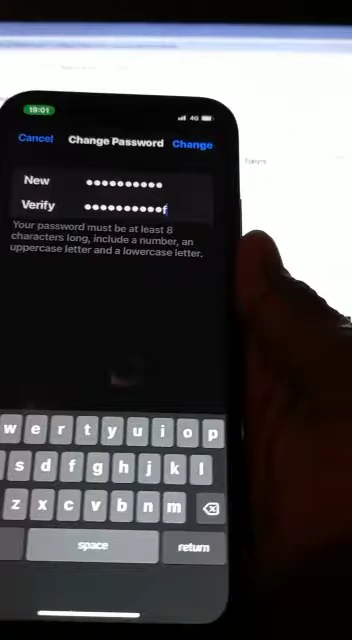 19:01
4G
Cancel Change Password Change
New ●●●●●●●●●●
Verify ●●●●●●●●●●f
Your password must be at least 8
characters long, include a number, an
uppercase letter and a lowercase letter.
w e r t y u i o p
s d f g h j k l
z x c v b n m
space return